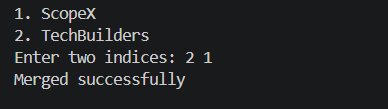 1. ScopeX
2. TechBuilders
Enter two indices: 2 1
Merged successfully